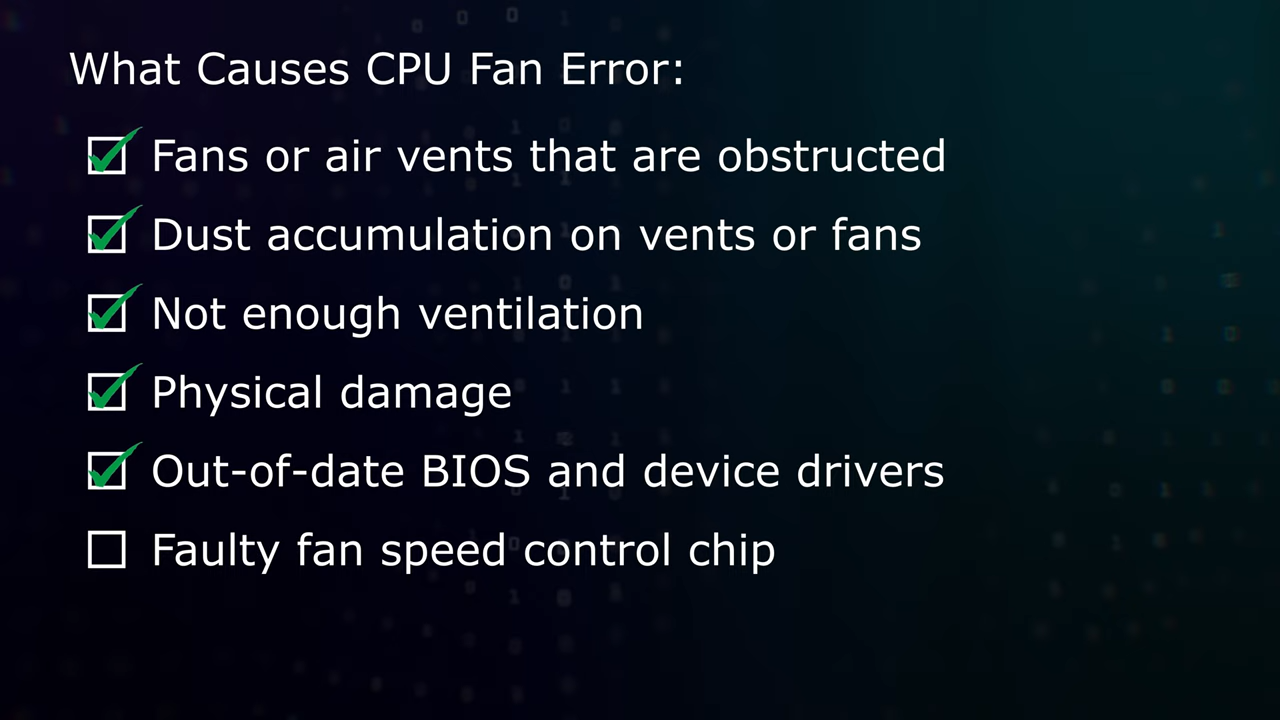 What Causes CPU Fan Error:
Fans or air vents that are obstructed
Dust accumulation on vents or fans
Not enough ventilation
Physical damage
Out-of-date BIOS and device drivers
Faulty fan speed control chip